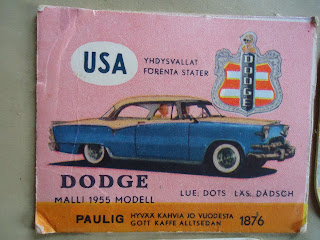 USA
YHDYSVALLAT
FÖRENTA STATER
DODGE
DODGE
MALLI 1955 MODELL
LUE: DOTS LÄS: DÅDSCH
PAULIG
HYVÄÄ KAHVIA JO VUODESTA
GOTT KAFFE ALLTSEDAN
1876